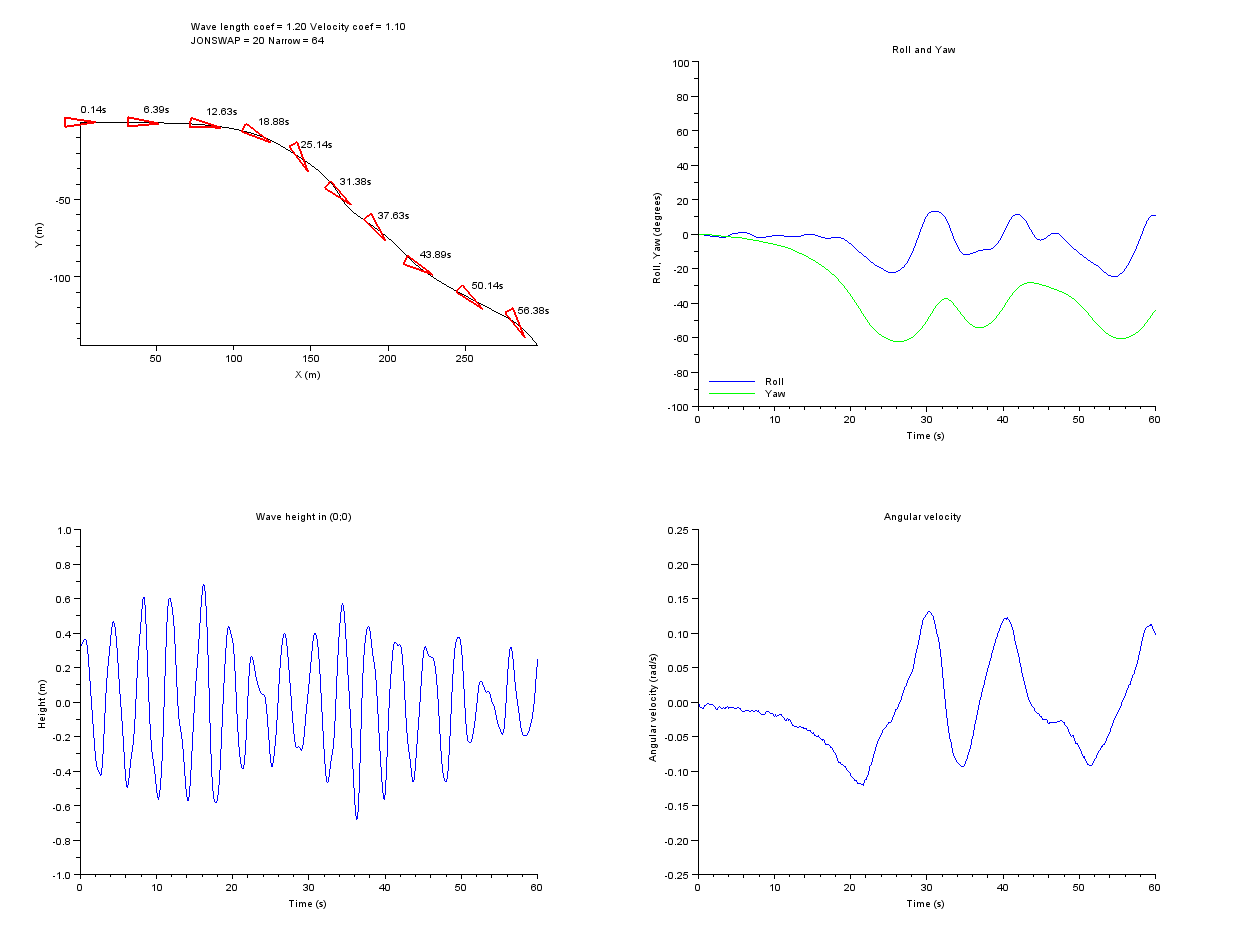 Wave length coef = 1.20 Velocity coef = 1.10
JONSWAP = 20 Narrow = 64
0.14s
6.39s
12.63s
18.88s
25.14s
31.38s
37.63s
43.89s
50.14s
56.38s
-50
-100
Y (m)
50
100
150
200
250
X (m)
Roll and Yaw
100
80
60
40
20
0
-20
-40
-60
-80
-100
Roll, Yaw (degrees)
Roll
Yaw
0
10
20
30
40
50
60
Time (s)
Wave height in (0;0)
1.0
0.8
0.6
0.4
0.2
0.0
-0.2
-0.4
-0.6
-0.8
-1.0
Height (m)
0
10
20
30
40
50
60
Time (s)
Angular velocity
0.25
0.20
0.15
0.10
0.05
0.00
-0.05
-0.10
-0.15
-0.20
-0.25
Angular velocity (rad/s)
0
10
20
30
40
50
60
Time (s)